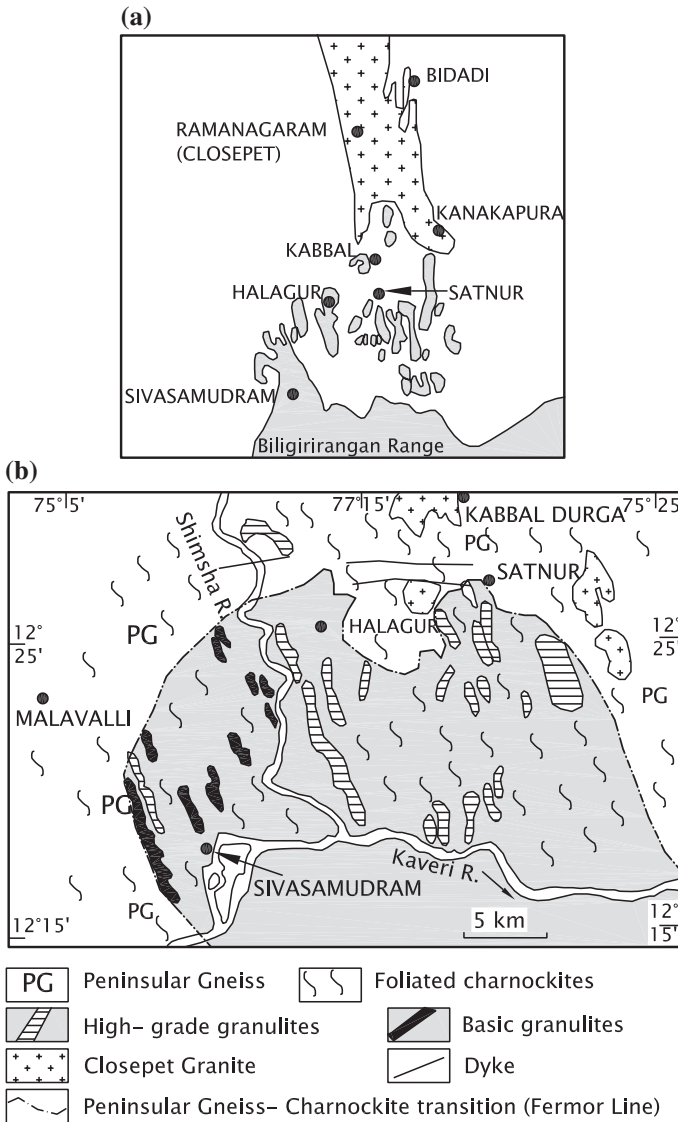 (a)
BIDADI
RAMANAGARAM
(CLOSEPET)
KANAKAPURA
KABBAL
HALAGUR
SATNUR
SIVASAMUDRAM
Biligirirangan Range
(b)
75°5'
77°15'
75°25'
KABBAL DURGA
PG
Shimsha R.
SATNUR
12°
25'
PG
HALAGUR
12°
25'
PG
MALAVALLI
PG
Kaveri R.
SIVASAMUDRAM
PG
5 km
12°15'
12°
15'
PG Peninsular Gneiss
Foliated charnockites
High- grade granulites
Basic granulites
Closepet Granite
Dyke
Peninsular Gneiss- Charnockite transition (Fermor Line)